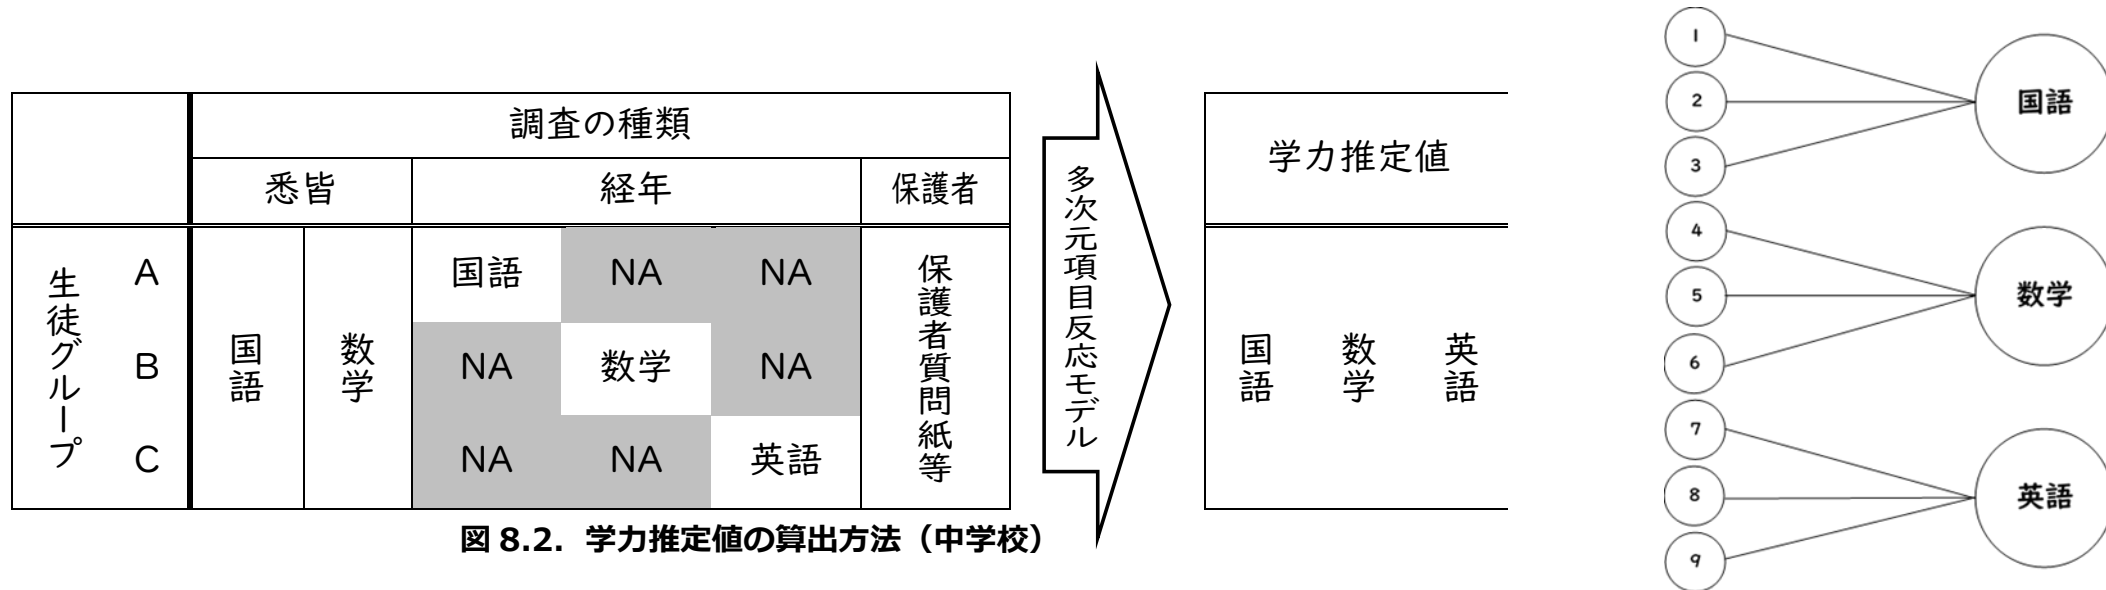 調査の種類
悉皆 経年 保護者
生徒グループ
A 国語 NA NA
B NA 数学 NA
C NA NA 英語
国語
数学
保護者質問紙等
多次元項目反応モデル
学力推定値
国語 数学 英語
図 8.2. 学力推定値の算出方法（中学校）
1
2
3
国語
4
5
6
数学
7
8
9
英語